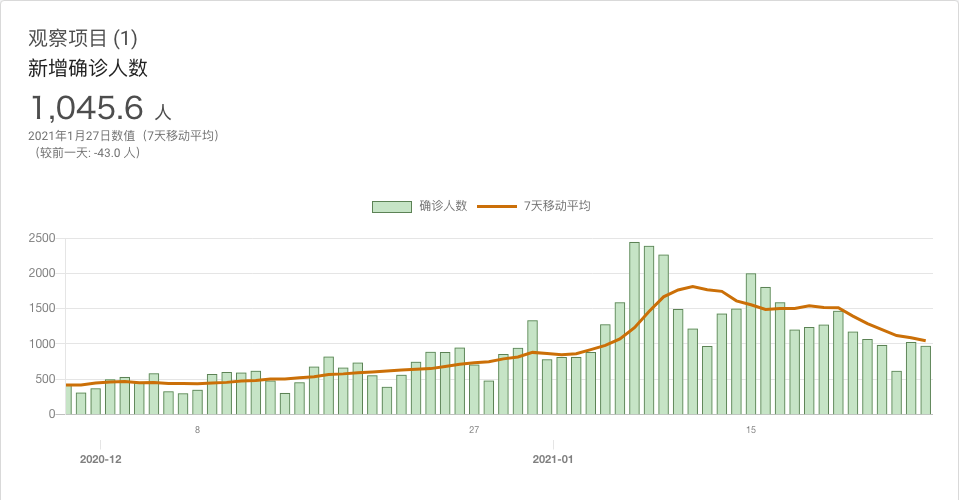 观察项目 (1)
新增确诊人数
1,045.6 人
2021年1月27日数值（7天移动平均）
（较前一天: -43.0 人）
确诊人数 7天移动平均
2500
2000
1500
1000
500
0
8 27 15
2020-12 2021-01